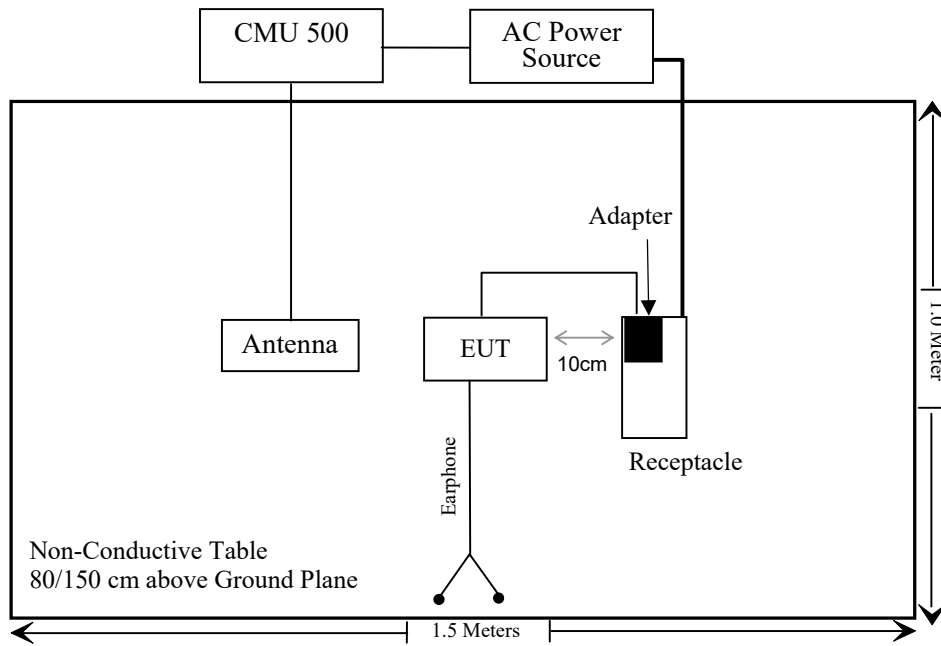 CMU 500
AC Power
Source
Adapter
Antenna
EUT
10cm
1.0 Meter
Earphone
Receptacle
Non-Conductive Table
80/150 cm above Ground Plane
1.5 Meters